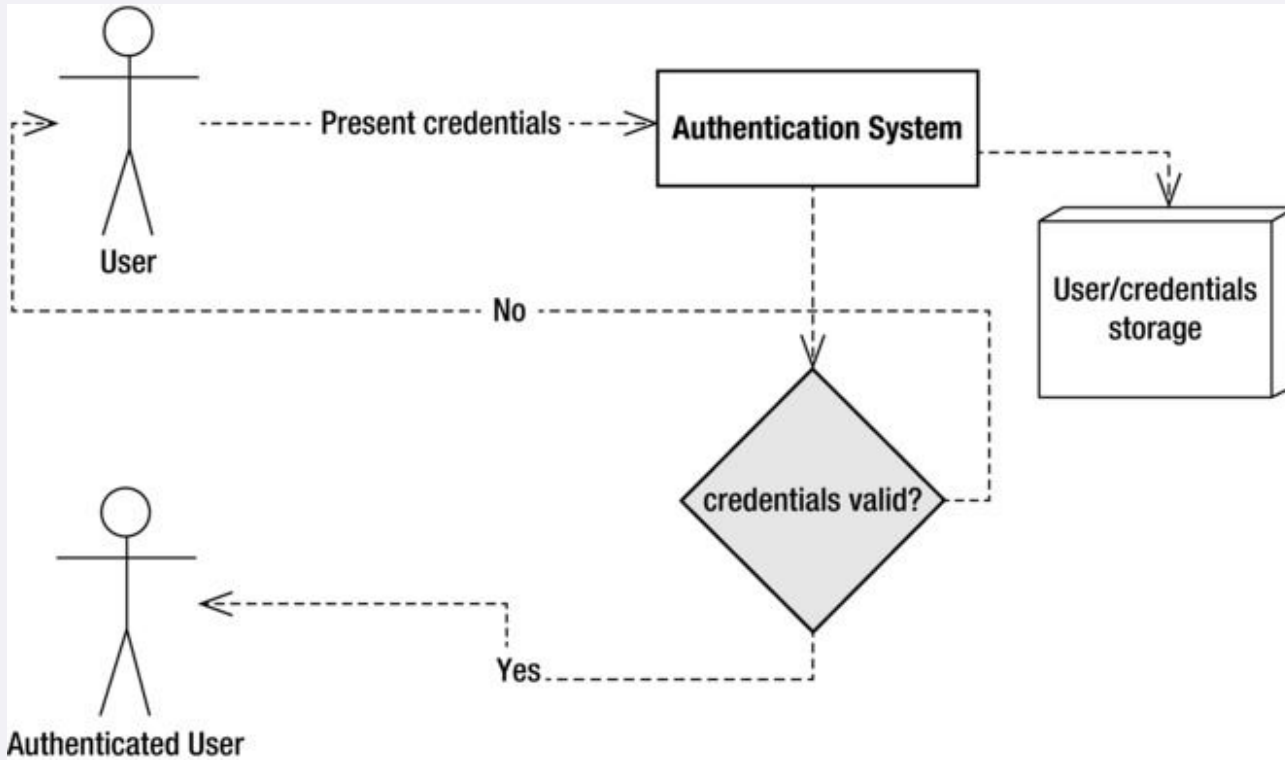 Present credentials
Authentication System
User
User/credentials
storage
No
credentials valid?
Yes
Authenticated User